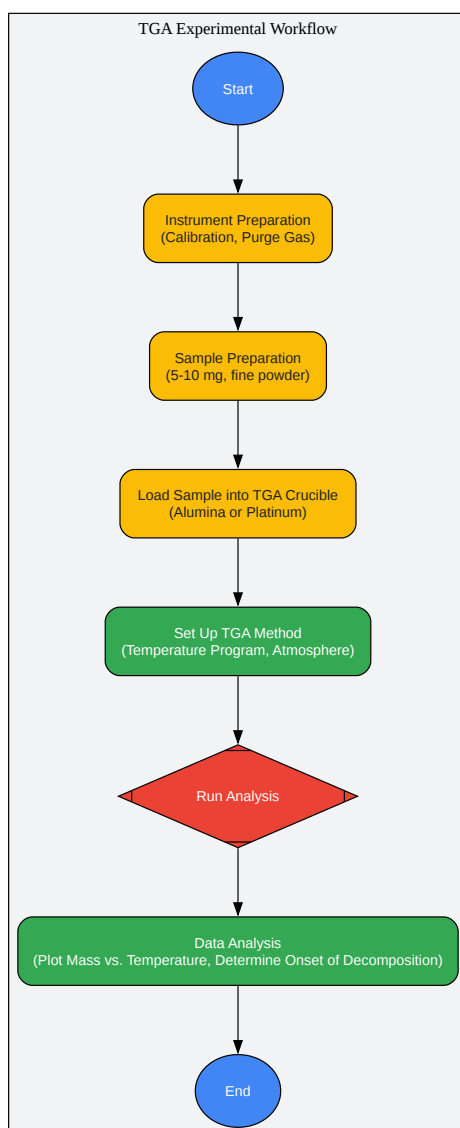 TGA Experimental Workflow
Start
Instrument Preparation
(Calibration, Purge Gas)
Sample Preparation
(5-10 mg, fine powder)
Load Sample into TGA Crucible
(Alumina or Platinum)
Set Up TGA Method
(Temperature Program, Atmosphere)
Run Analysis
Data Analysis
(Plot Mass vs. Temperature, Determine Onset of Decomposition)
End